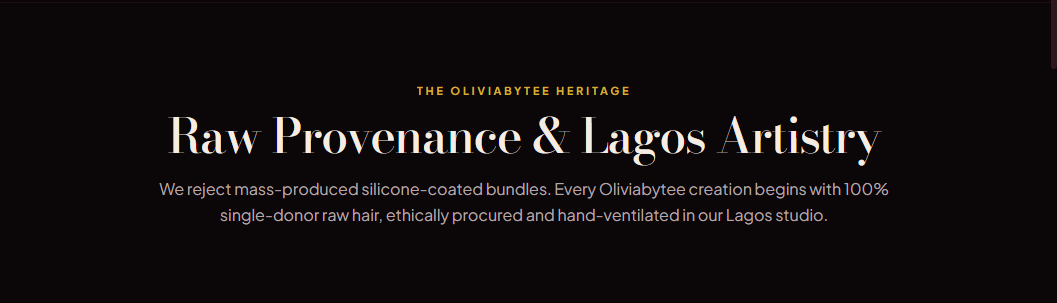 THE OLIVIABYTEE HERITAGE
Raw Provenance & Lagos Artistry
We reject mass-produced silicone-coated bundles. Every Oliviabytee creation begins with 100%
single-donor raw hair, ethically procured and hand-ventilated in our Lagos studio.